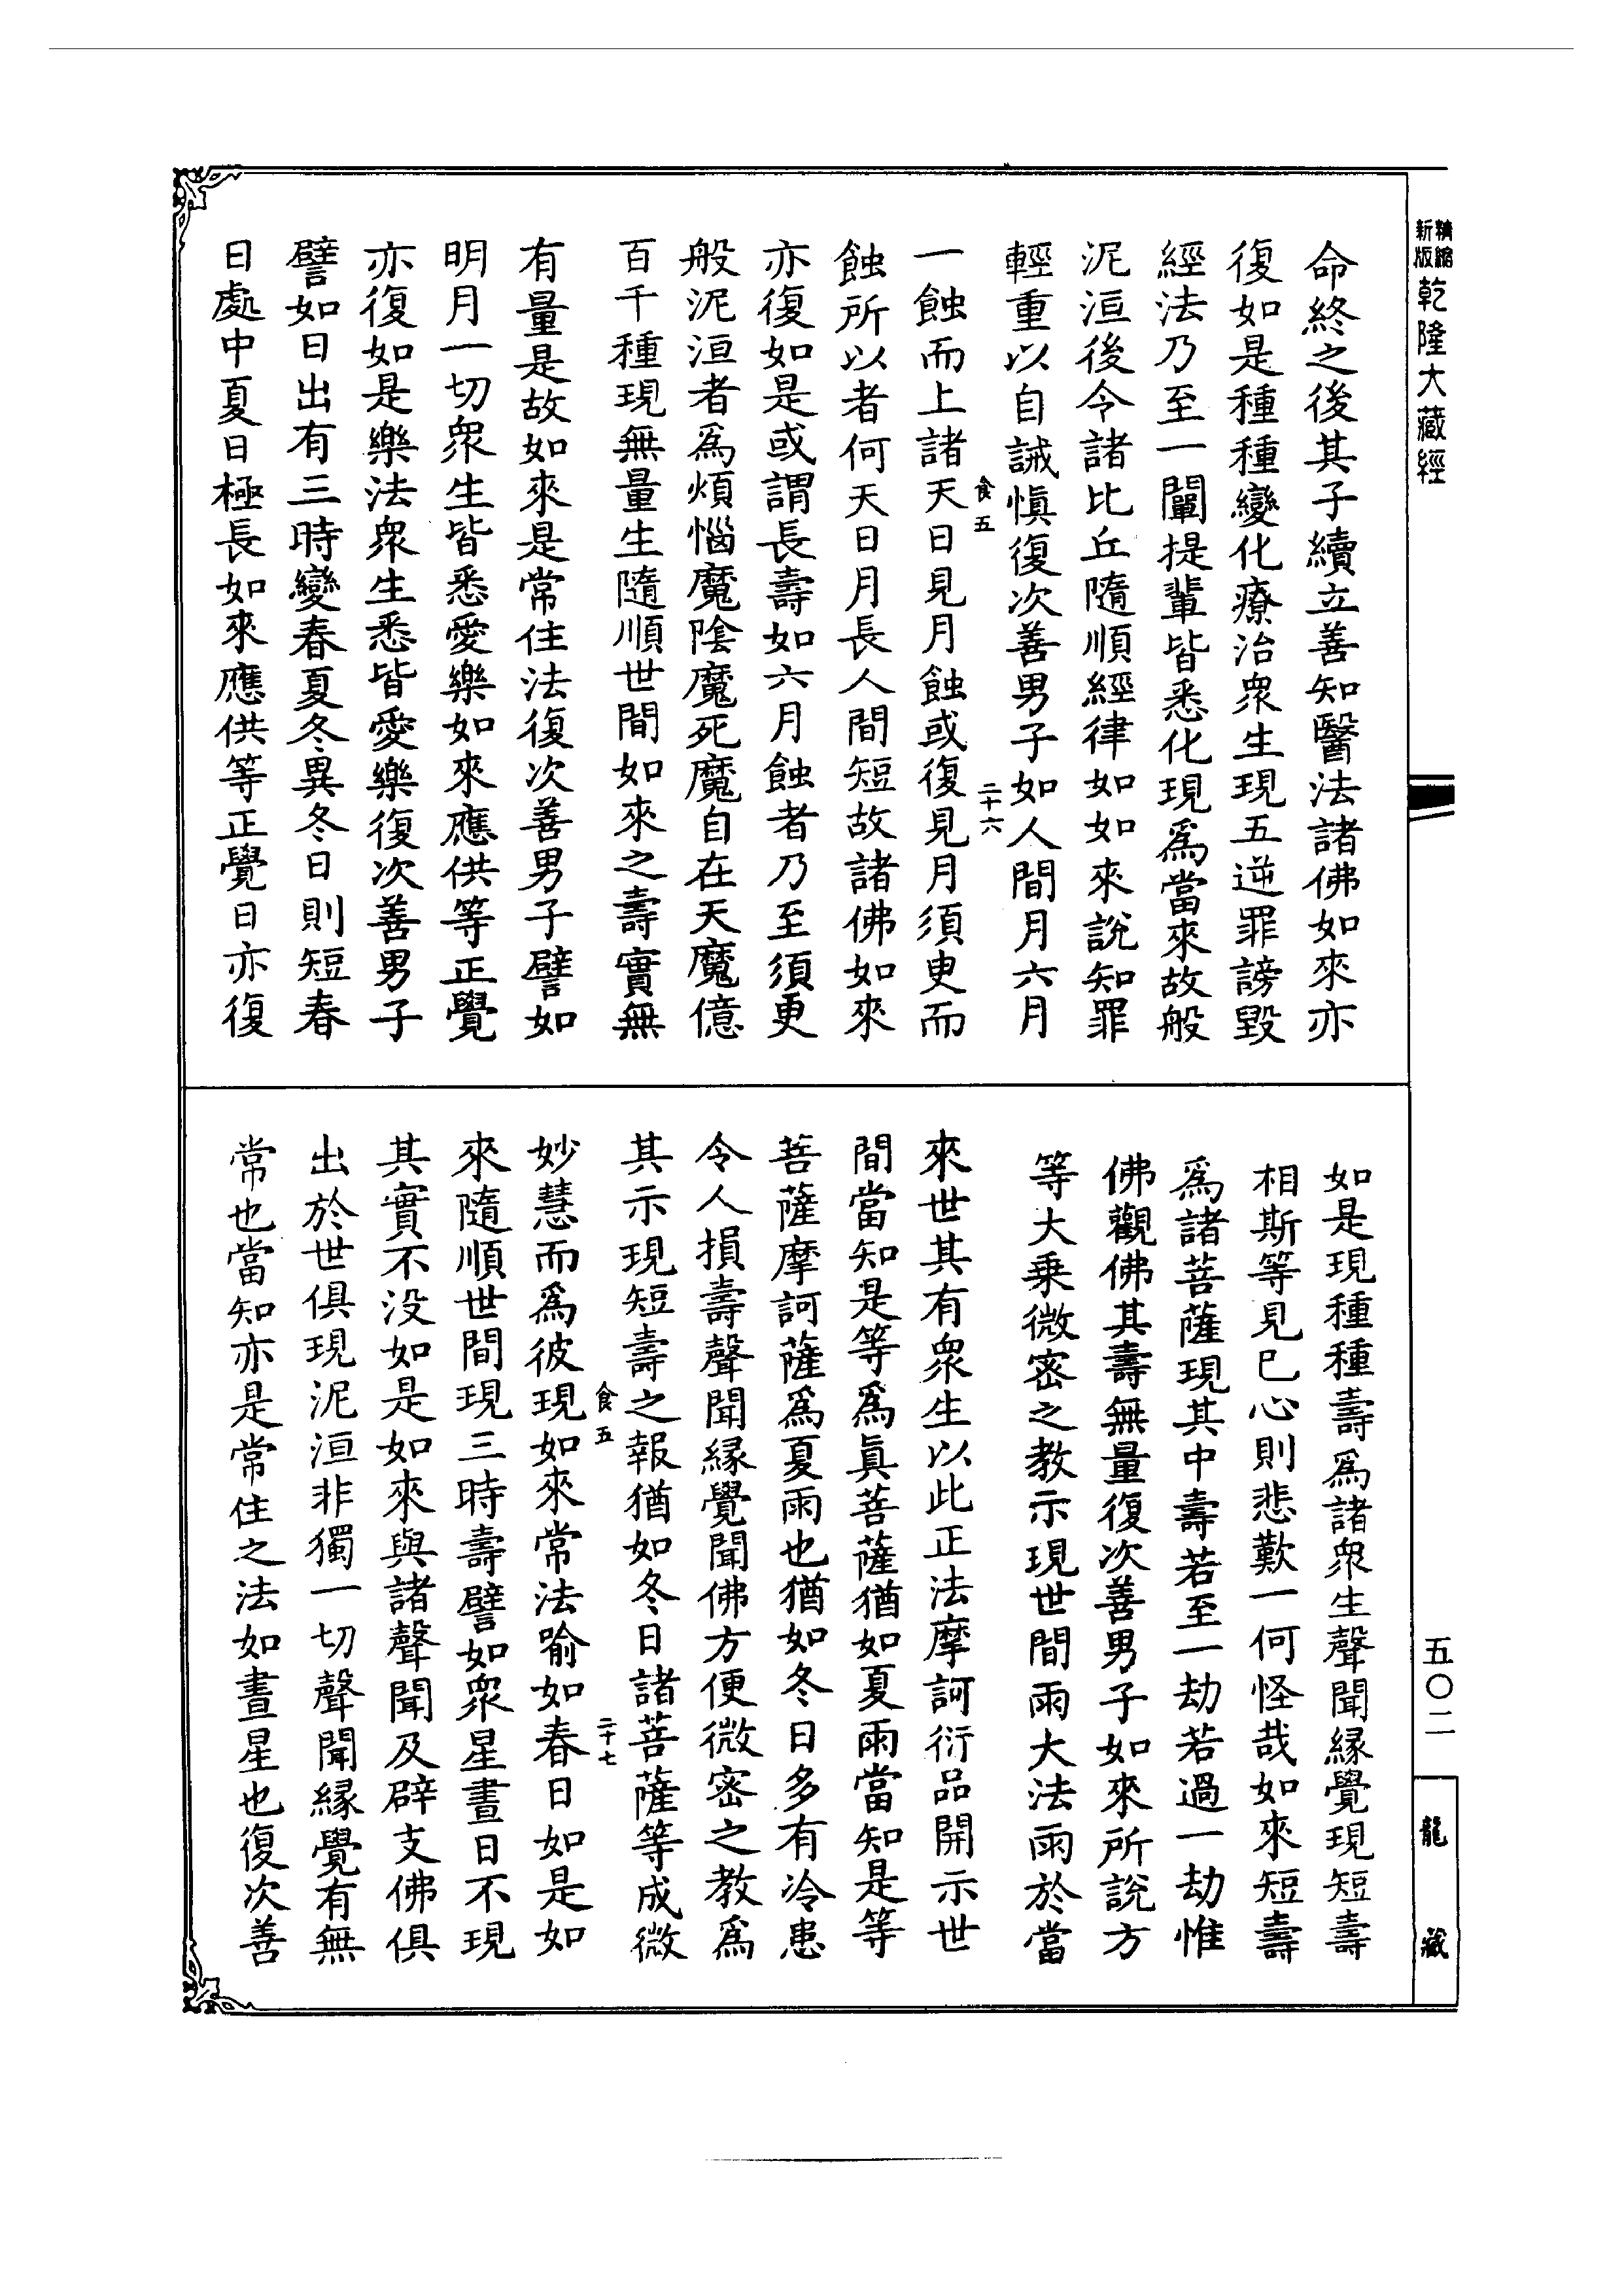 精縮
新版
乾隆大藏經
命終之後其子續立善知醫法諸佛如來亦
復如是種種變化療治衆生現五逆罪謗毀
經法乃至一闡提輩皆悉化現爲當來故般
泥洹後令諸比丘隨順經律如如來説知罪
輕重以自誡慎復次善男子如人間月六月
食五
二十六
一蝕而上諸天日見月蝕或復見月須臾而
蝕所以者何天日月長人間短故諸佛如來
亦復如是或謂長壽如六月蝕者乃至須更
般泥洹者爲煩惱魔陰魔死魔自在天魔億
百千種現無量生隨順世間如來之壽實無
有量是故如來是常住法復次善男子譬如
明月一切衆生皆悉愛樂如來應供等正覺
亦復如是樂法衆生悉皆愛樂復次善男子
譬如日出有三時變春夏冬異冬日則短春
日處中夏日極長如來應供等正覺日亦復
如是現種種壽爲諸衆生聲聞緣覺現短壽
相斯等見已心則悲歎一何怪哉如來短壽
爲諸菩薩現其中壽若至一劫若過一劫惟
佛觀佛其壽無量復次善男子如來所說方
等大乗微密之教示現世間雨大法雨於當
來世其有衆生以此正法摩訶衍品開示世
間當知是等爲眞菩薩猶如夏雨當知是等
菩薩摩訶薩爲夏雨也猶如冬日多有冷患
令人損壽聲聞緣覺聞佛方便微密之教爲
其示現短壽之報猶如冬日諸菩薩等成微
食五
二十七
妙慧而爲彼現如來常法喻如春日如是如
來隨順世間現三時壽譬如衆星晝日不現
其實不没如是如來與諸聲聞及辟支佛俱
出於世俱現泥洹非獨一切聲聞緣覺有無
常也當知亦是常住之法如晝星也復次善
五〇二
龍藏